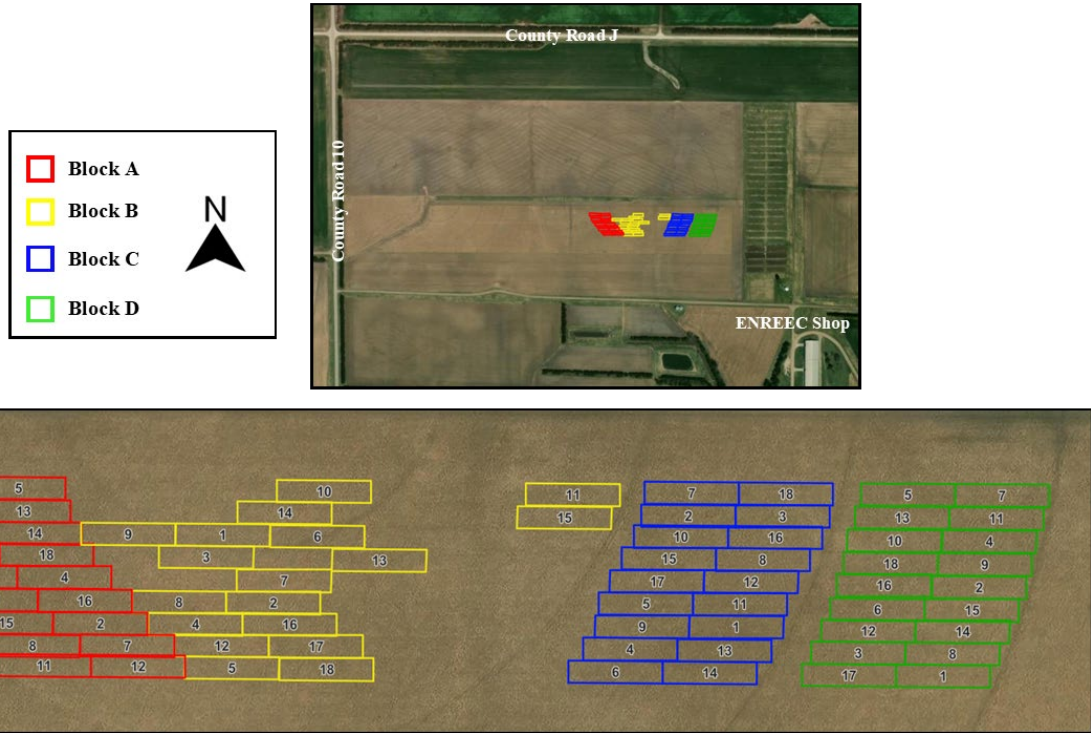 County Road J
County Road 10
Block A
N
Block B
Block C
Block D
ENREEC Shop
5 10 11 7 18 5 7
13 14 15 2 3 13 11
14 9 1 6 10 16 10 4
18 3 13 15 8 18 9
4 7 17 12 16 2
16 8 2 5 11 6 15
15 2 4 16 9 1 12 14
8 7 12 17 4 13 3 8
11 12 5 18 6 14 17 1